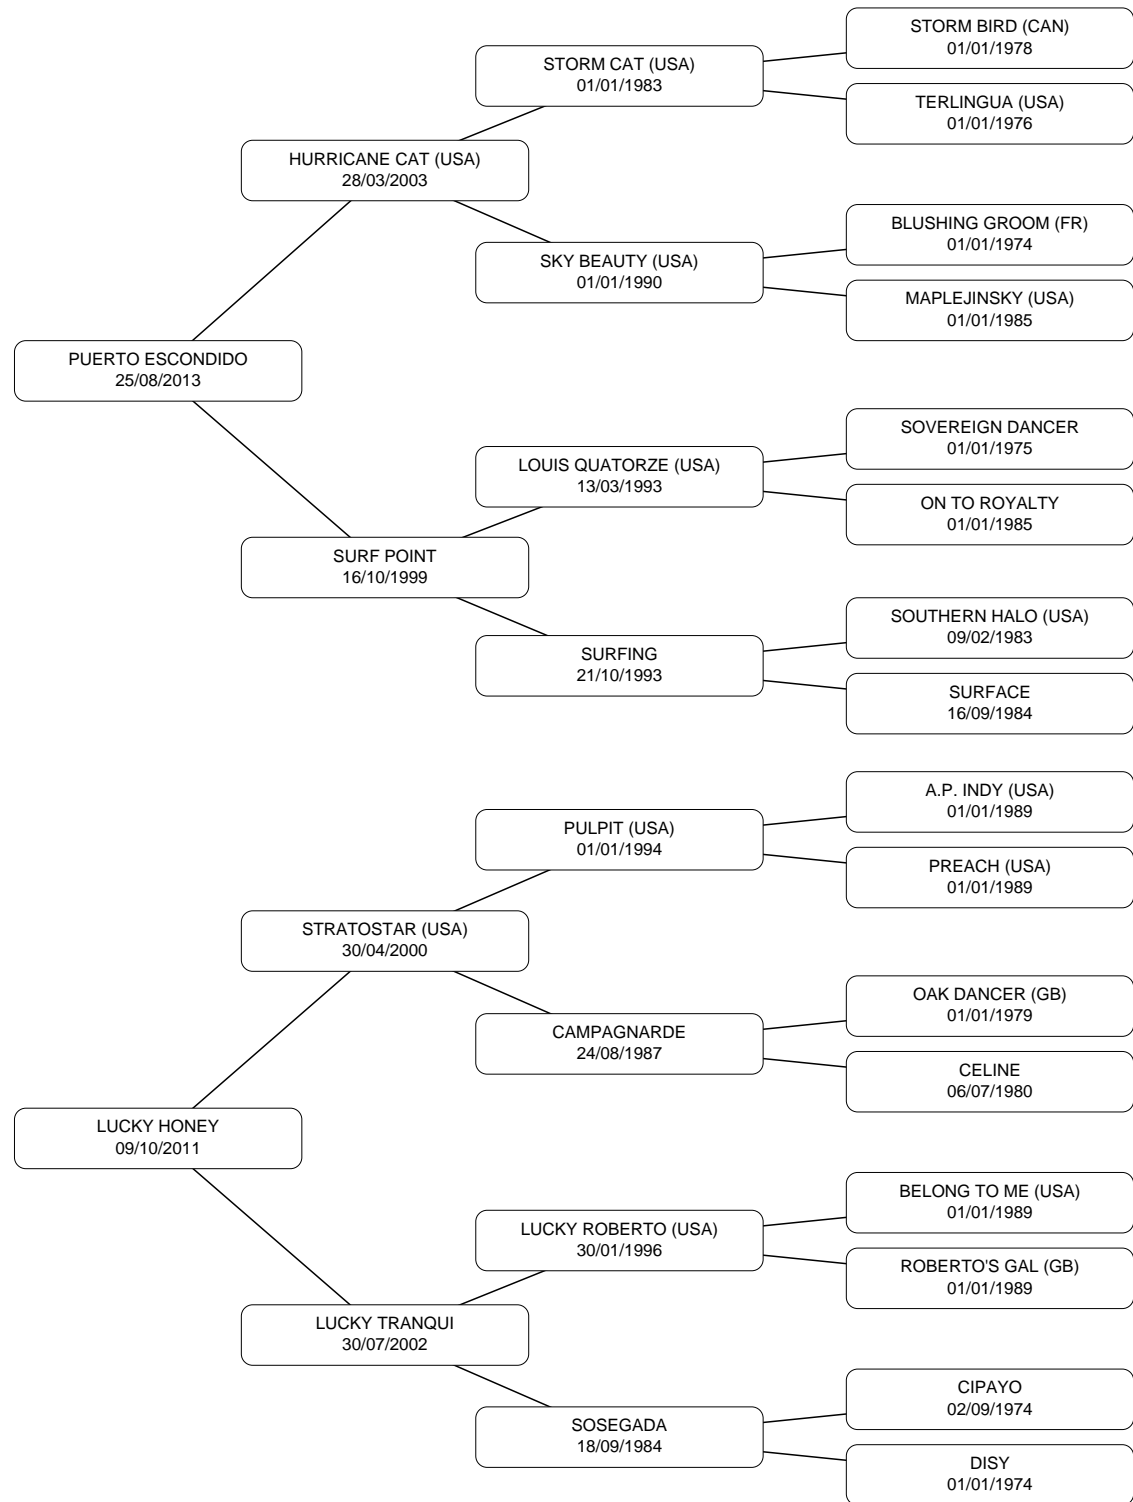 STORM BIRD (CAN)
01/01/1978
STORM CAT (USA)
01/01/1983
TERLINGUA (USA)
01/01/1976
HURRICANE CAT (USA)
28/03/2003
BLUSHING GROOM (FR)
01/01/1974
SKY BEAUTY (USA)
01/01/1990
MAPLEJINSKY (USA)
01/01/1985
PUERTO ESCONDIDO
25/08/2013
SOVEREIGN DANCER
01/01/1975
LOUIS QUATORZE (USA)
13/03/1993
ON TO ROYALTY
01/01/1985
SURF POINT
16/10/1999
SOUTHERN HALO (USA)
09/02/1983
SURFING
21/10/1993
SURFACE
16/09/1984
A.P. INDY (USA)
01/01/1989
PULPIT (USA)
01/01/1994
PREACH (USA)
01/01/1989
STRATOSTAR (USA)
30/04/2000
OAK DANCER (GB)
01/01/1979
CAMPAGNARDE
24/08/1987
CELINE
06/07/1980
LUCKY HONEY
09/10/2011
BELONG TO ME (USA)
01/01/1989
LUCKY ROBERTO (USA)
30/01/1996
ROBERTO'S GAL (GB)
01/01/1989
LUCKY TRANQUI
30/07/2002
CIPAYO
02/09/1974
SOSEGADA
18/09/1984
DISY
01/01/1974